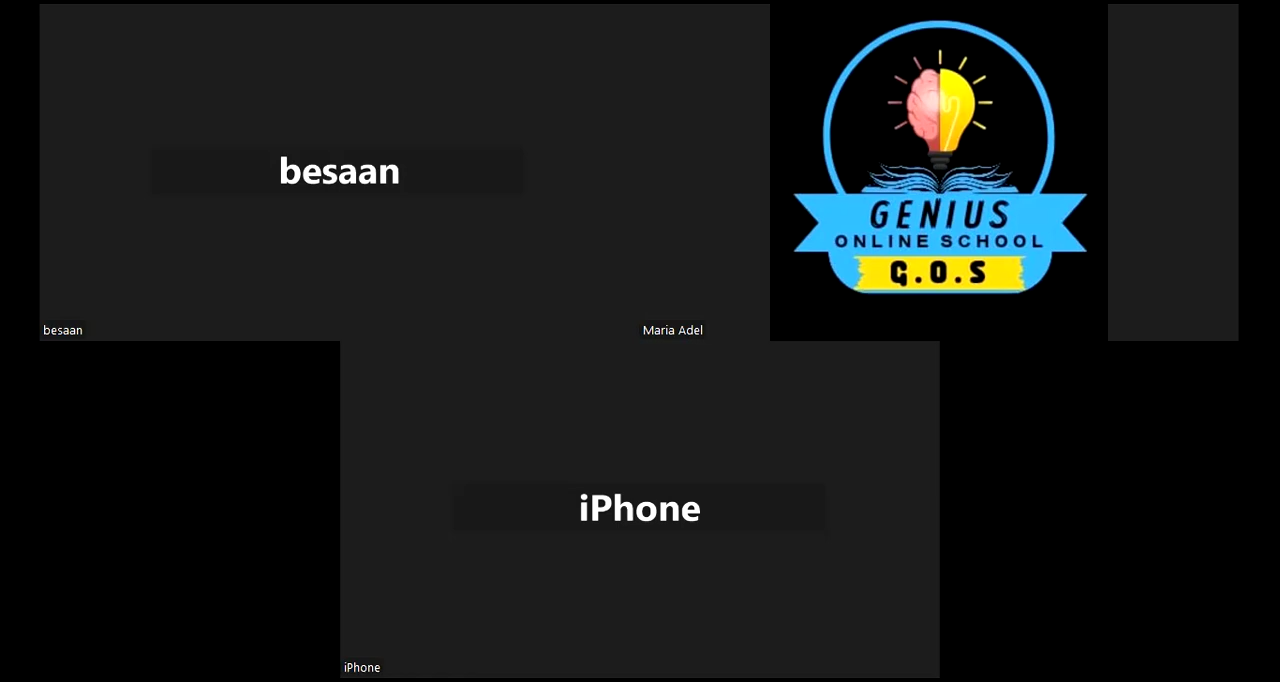 besaan
besaan
GENIUS
ONLINE SCHOOL
G.O.S
Maria Adel
iPhone
iPhone